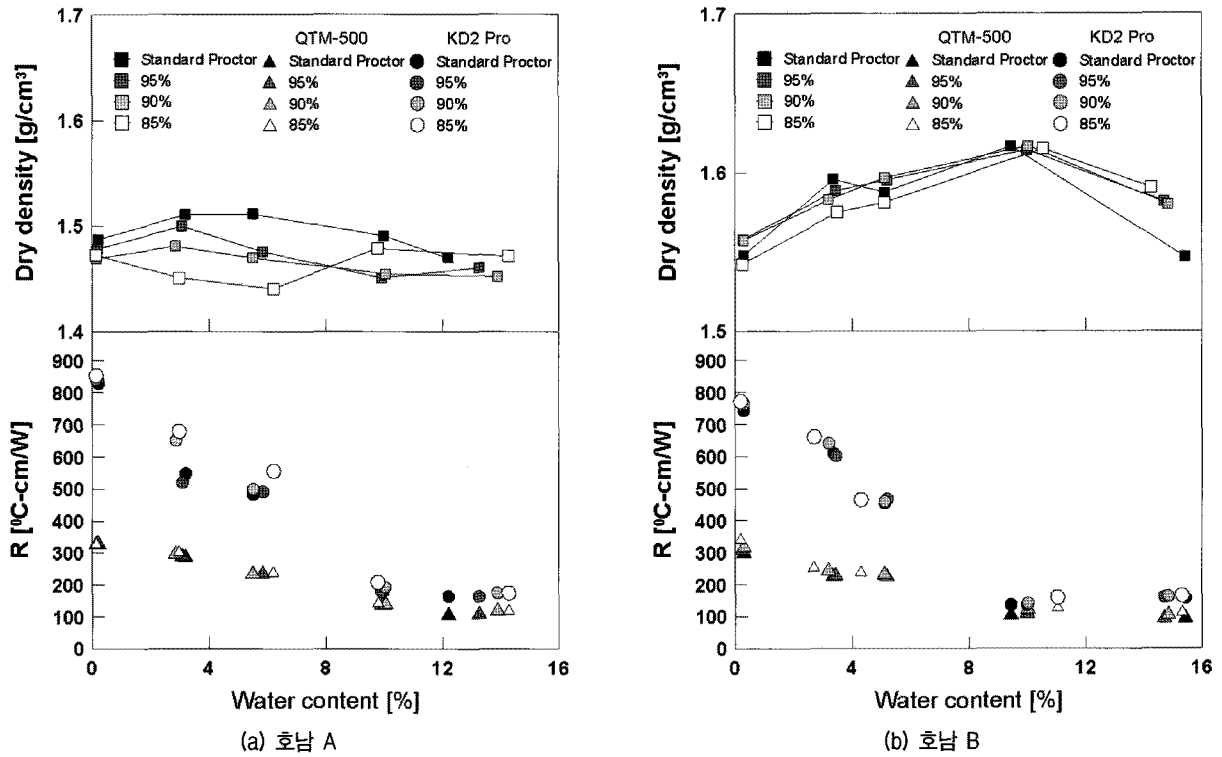 1.7
QTM-500 KD2 Pro
Standard Proctor Standard Proctor Standard Proctor
95% 95% 95%
90% 90% 90%
85% 85% 85%
1.6
Dry density [g/cm³]
1.5
1.4
900
800
700
600
500
400
300
200
100
0
R [⁰C-cm/W]
0 4 8 12 16
Water content [%]
(a) 호남 A
1.7
QTM-500 KD2 Pro
Standard Proctor Standard Proctor Standard Proctor
95% 95% 95%
90% 90% 90%
85% 85% 85%
1.6
Dry density [g/cm³]
1.5
900
800
700
600
500
400
300
200
100
0
R [⁰C-cm/W]
0 4 8 12 16
Water content [%]
(b) 호남 B